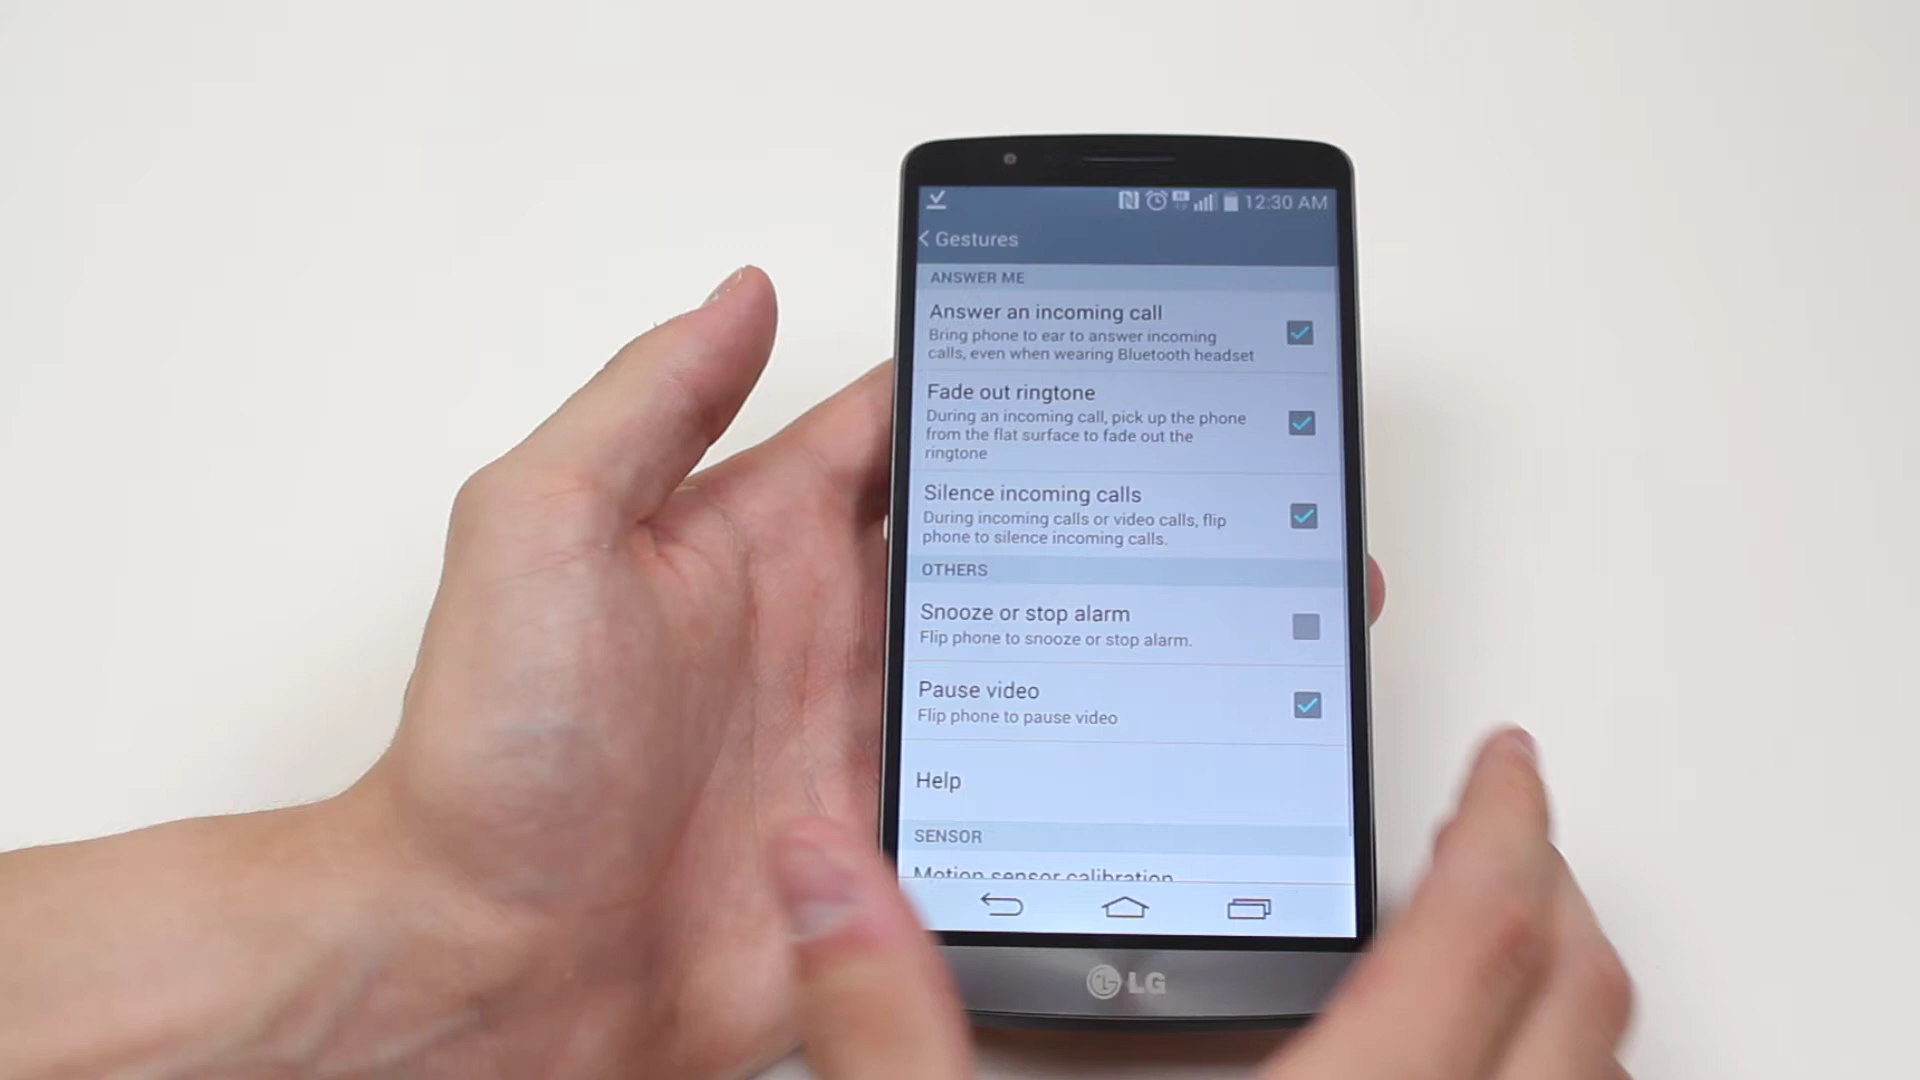 12:30 AM
Gestures
ANSWER ME
Answer an incoming call
Bring phone to ear to answer incoming
calls, even when wearing Bluetooth headset
Fade out ringtone
During an incoming call, pick up the phone
from the flat surface to fade out the
ringtone
Silence incoming calls
During incoming calls or video calls, flip
phone to silence incoming calls.
OTHERS
Snooze or stop alarm
Flip phone to snooze or stop alarm.
Pause video
Flip phone to pause video
Help
SENSOR
Motion sensor calibration
LG